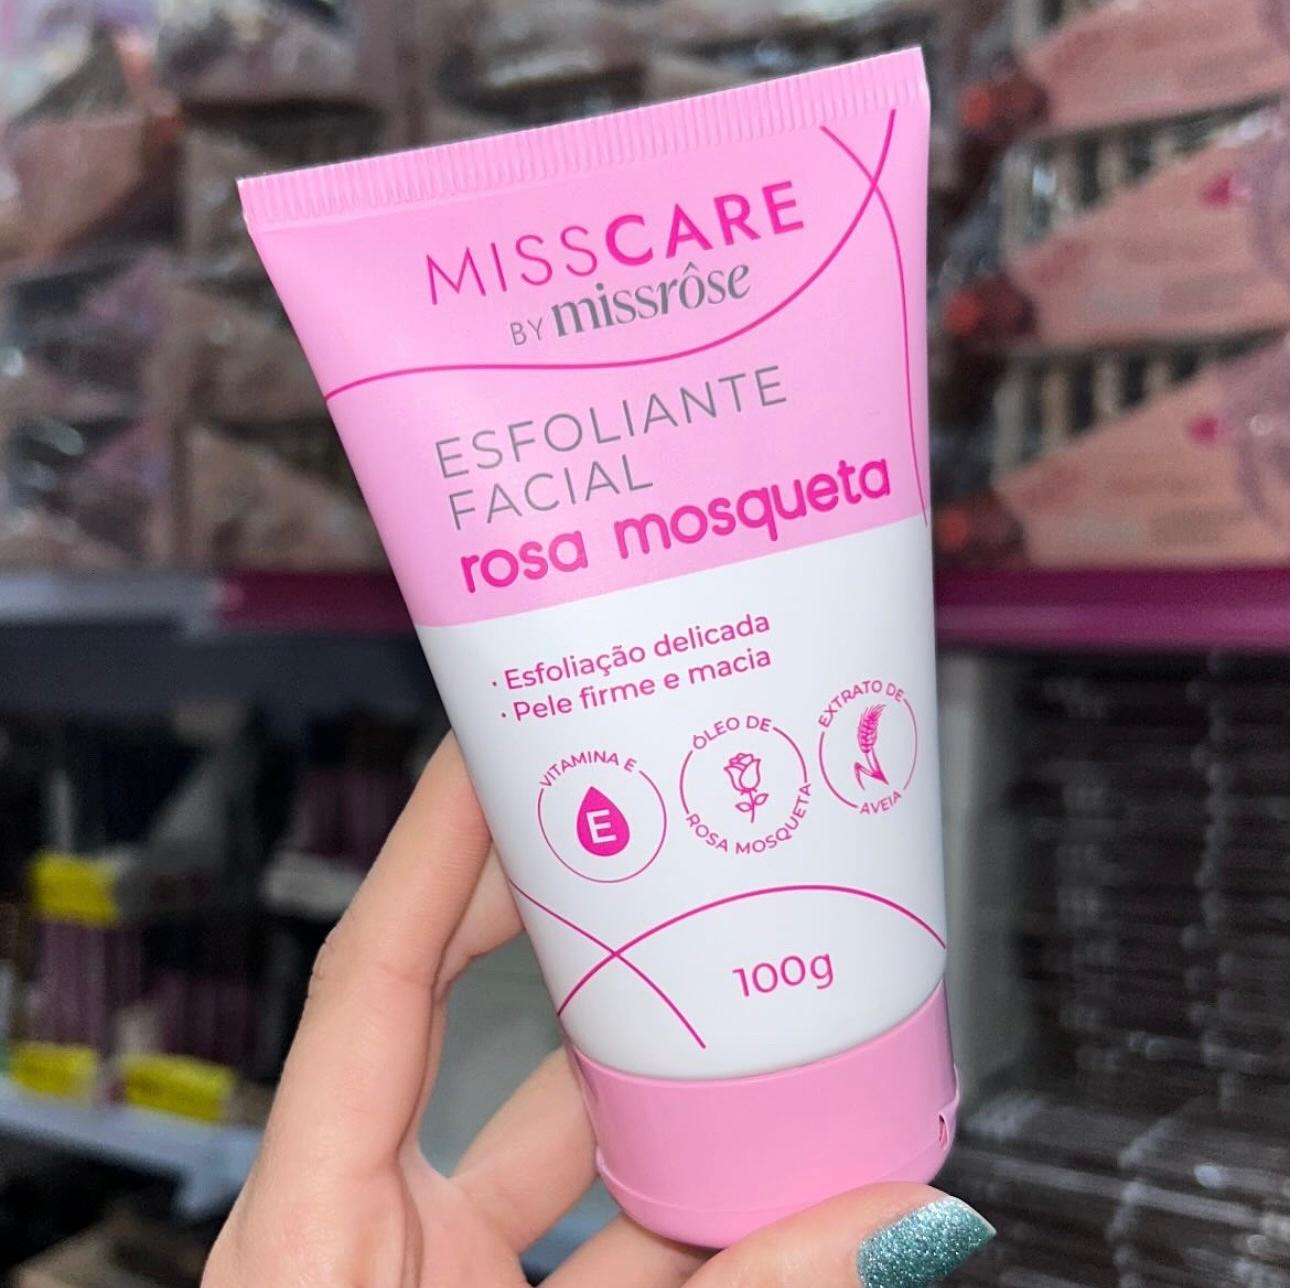 MISSCARE
BY missrôse
ESFOLIANTE
FACIAL
rosa mosqueta
· Esfoliação delicada
· Pele firme e macia
VITAMINA E
E
ÓLEO DE
ROSA MOSQUETA
EXTRATO DE
AVEIA
100g